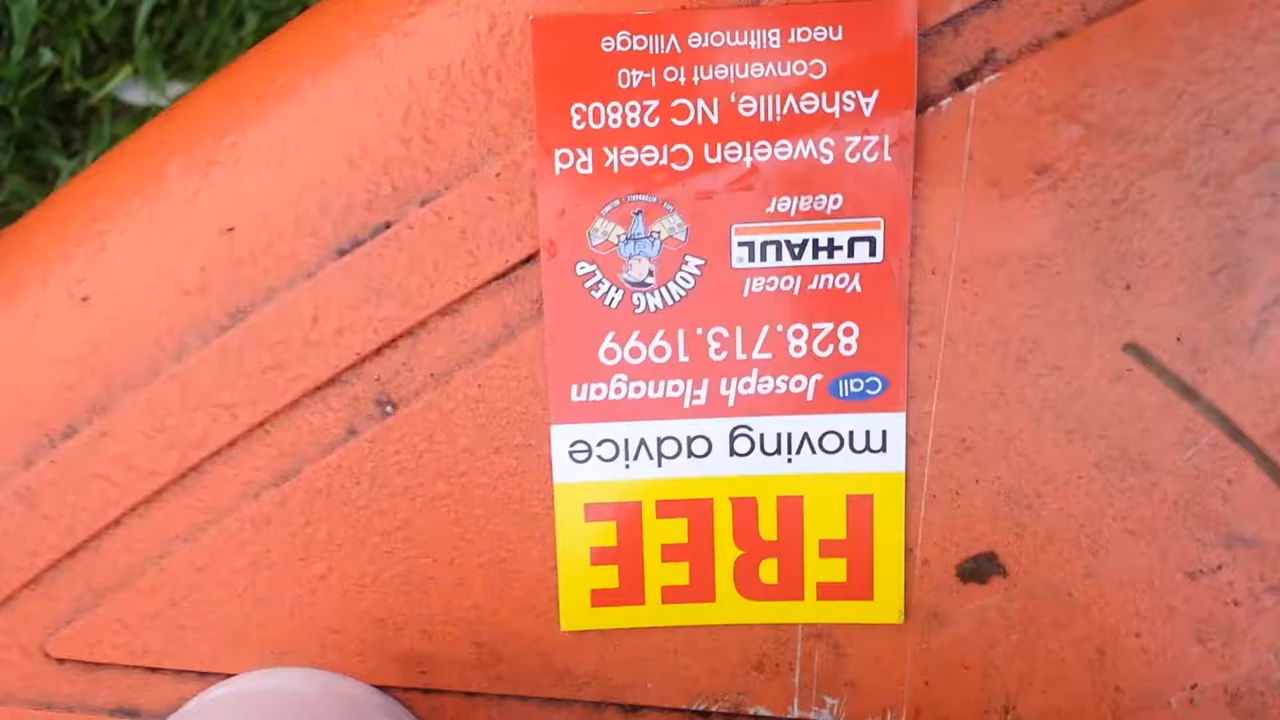 FREE
moving advice
Call Joseph Flanagan
828.713.1999
MOVING HELP
Your local
U-HAUL
dealer
122 Sweeten Creek Rd
Asheville, NC 28803
Convenient to I-40
near Biltmore Village